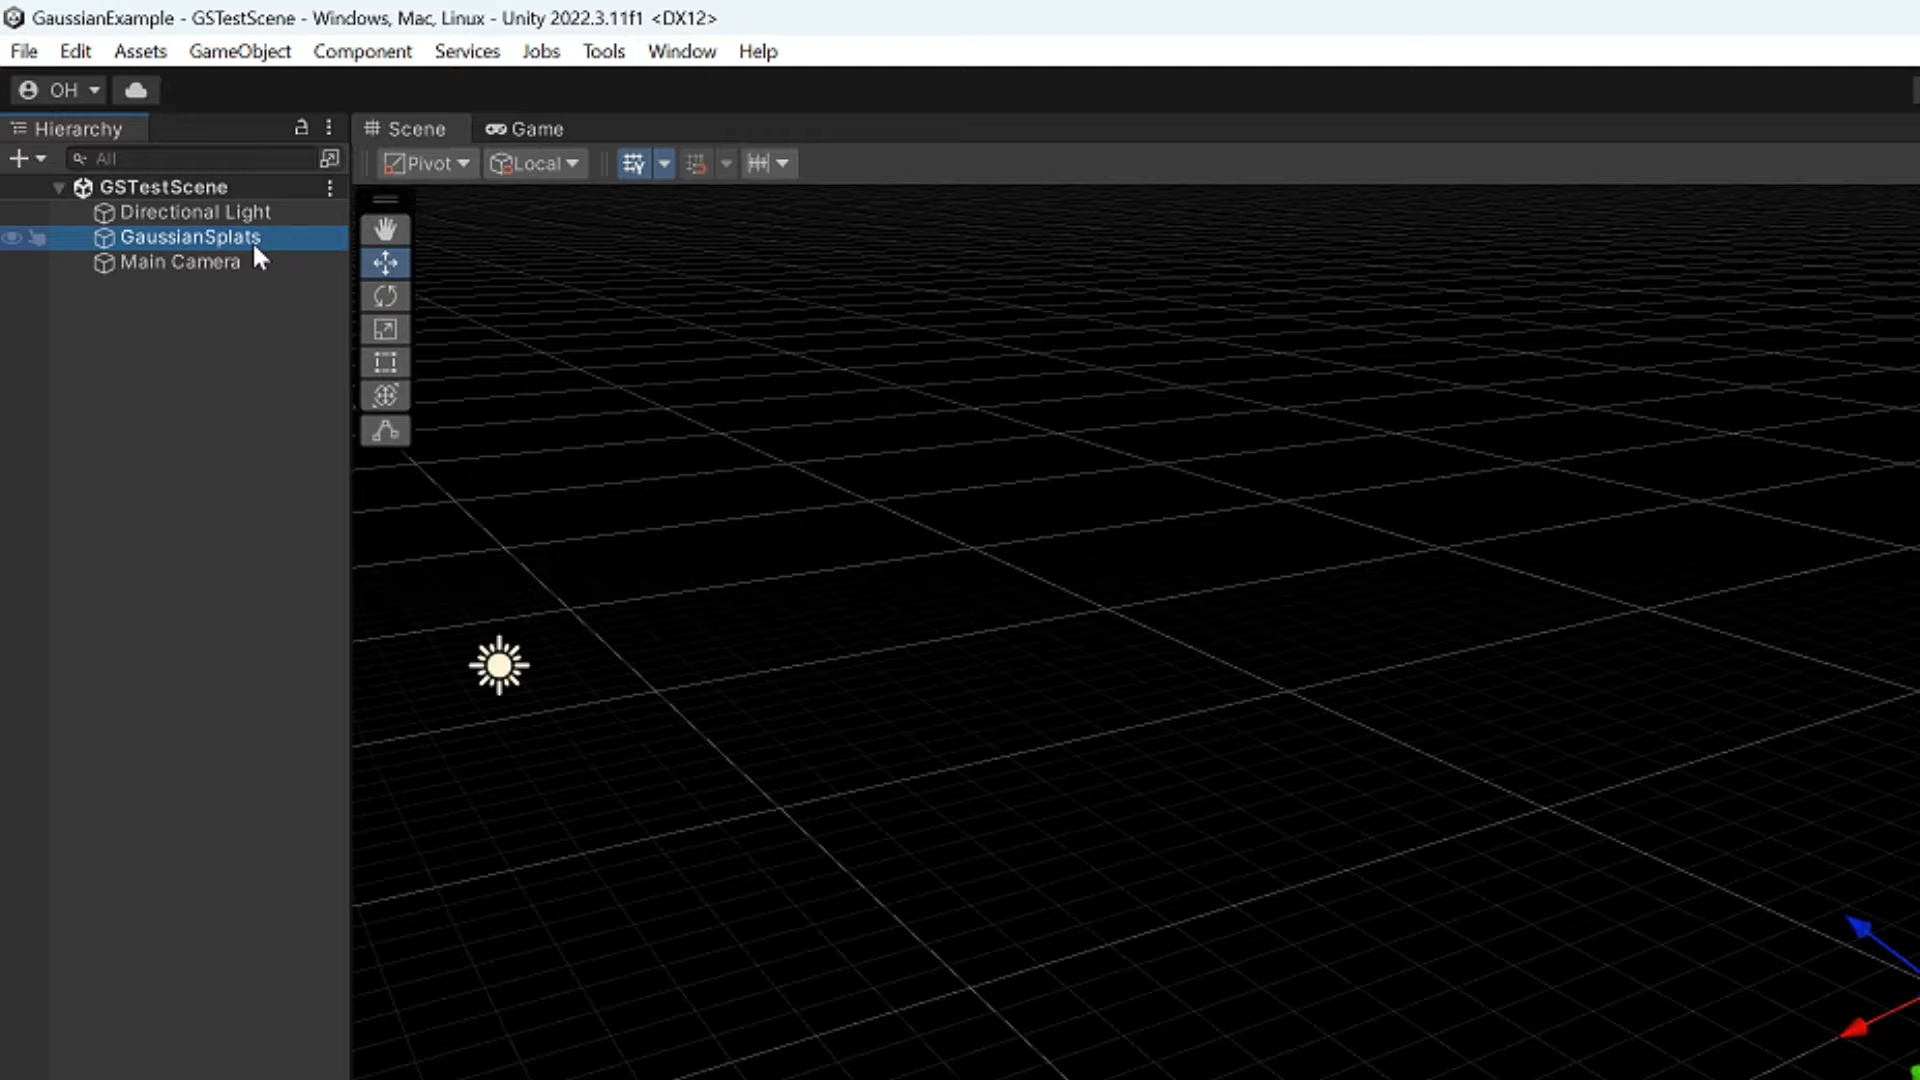 GaussianExample - GSTestScene - Windows, Mac, Linux - Unity 2022.3.11f1 <DX12>
File Edit Assets GameObject Component Services Jobs Tools Window Help
OH
Hierarchy Scene Game
All Pivot Local
GSTestScene
Directional Light
GaussianSplats
Main Camera